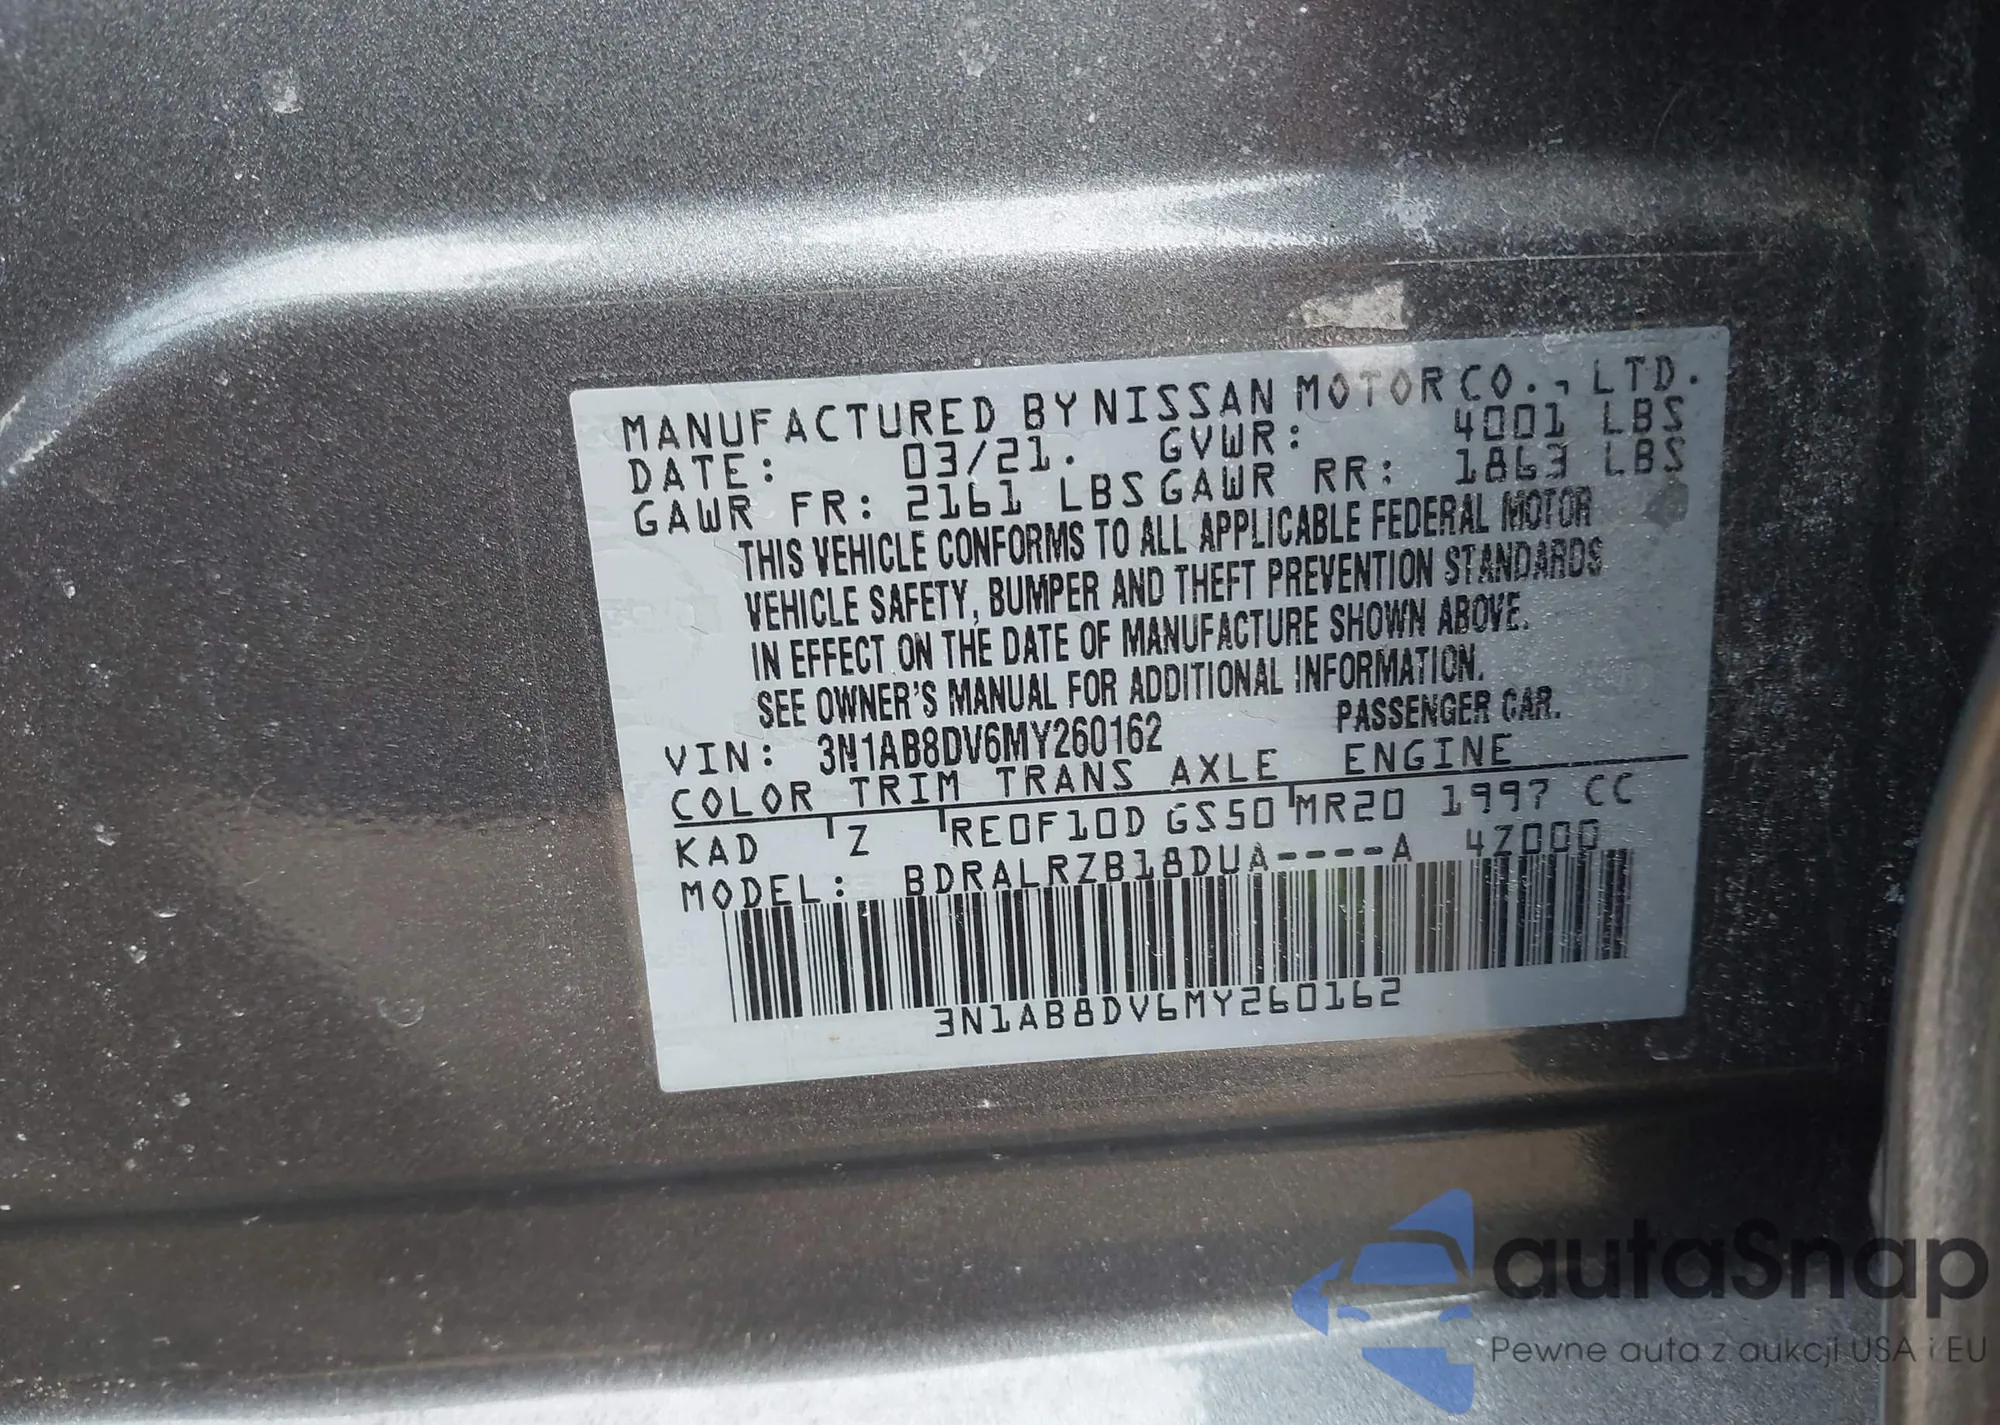 MANUFACTURED BY NISSAN MOTOR CO., LTD.
DATE: 03/21. GVWR: 4001 LBS
GAWR FR: 2161 LBS GAWR RR: 1863 LBS
THIS VEHICLE CONFORMS TO ALL APPLICABLE FEDERAL MOTOR
VEHICLE SAFETY, BUMPER AND THEFT PREVENTION STANDARDS
IN EFFECT ON THE DATE OF MANUFACTURE SHOWN ABOVE.
SEE OWNER'S MANUAL FOR ADDITIONAL INFORMATION.
VIN: 3N1AB8DV6MY260162 PASSENGER CAR.
COLOR TRIM TRANS AXLE ENGINE
KAD Z RE0F10D GS50 MR20 1997 CC
MODEL: BDRALRZB18DUA----A 4Z000
3N1AB8DV6MY260162
autaSnap
Pewne auta z aukcji USA i EU